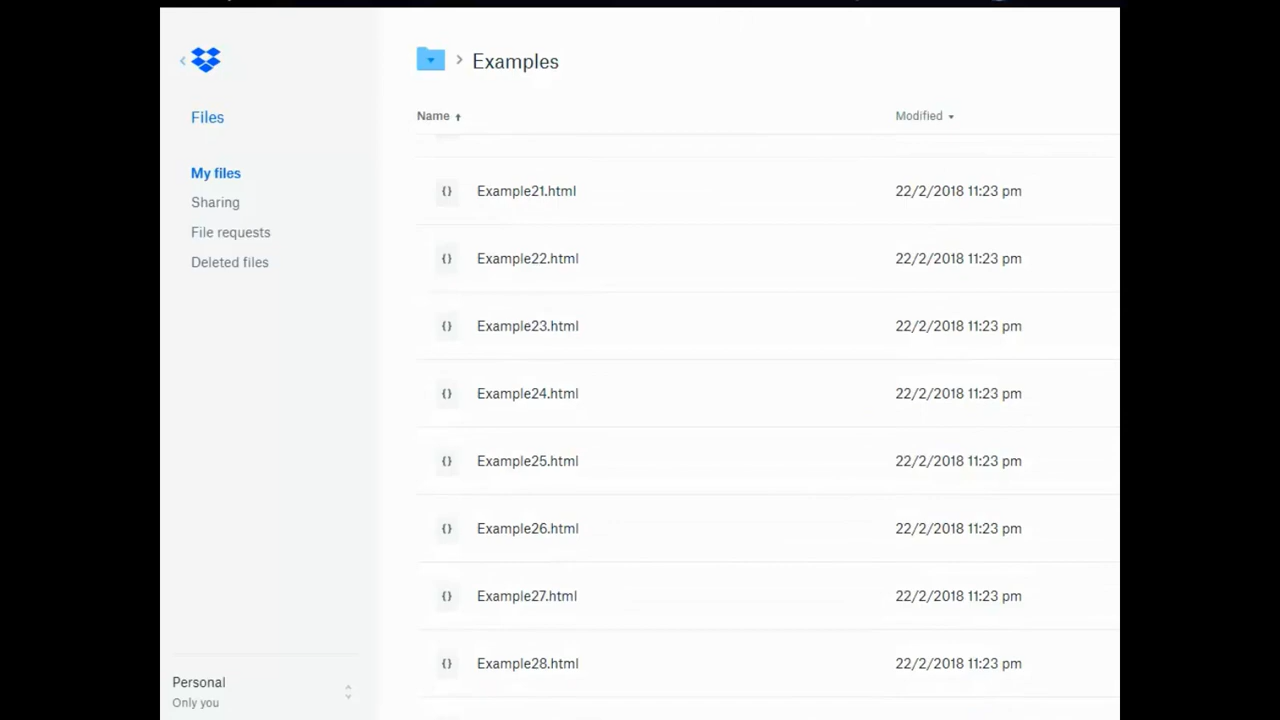 Examples
Files
Name
Modified
My files
Sharing
File requests
Deleted files
Example21.html 22/2/2018 11:23 pm
Example22.html 22/2/2018 11:23 pm
Example23.html 22/2/2018 11:23 pm
Example24.html 22/2/2018 11:23 pm
Example25.html 22/2/2018 11:23 pm
Example26.html 22/2/2018 11:23 pm
Example27.html 22/2/2018 11:23 pm
Example28.html 22/2/2018 11:23 pm
Personal
Only you